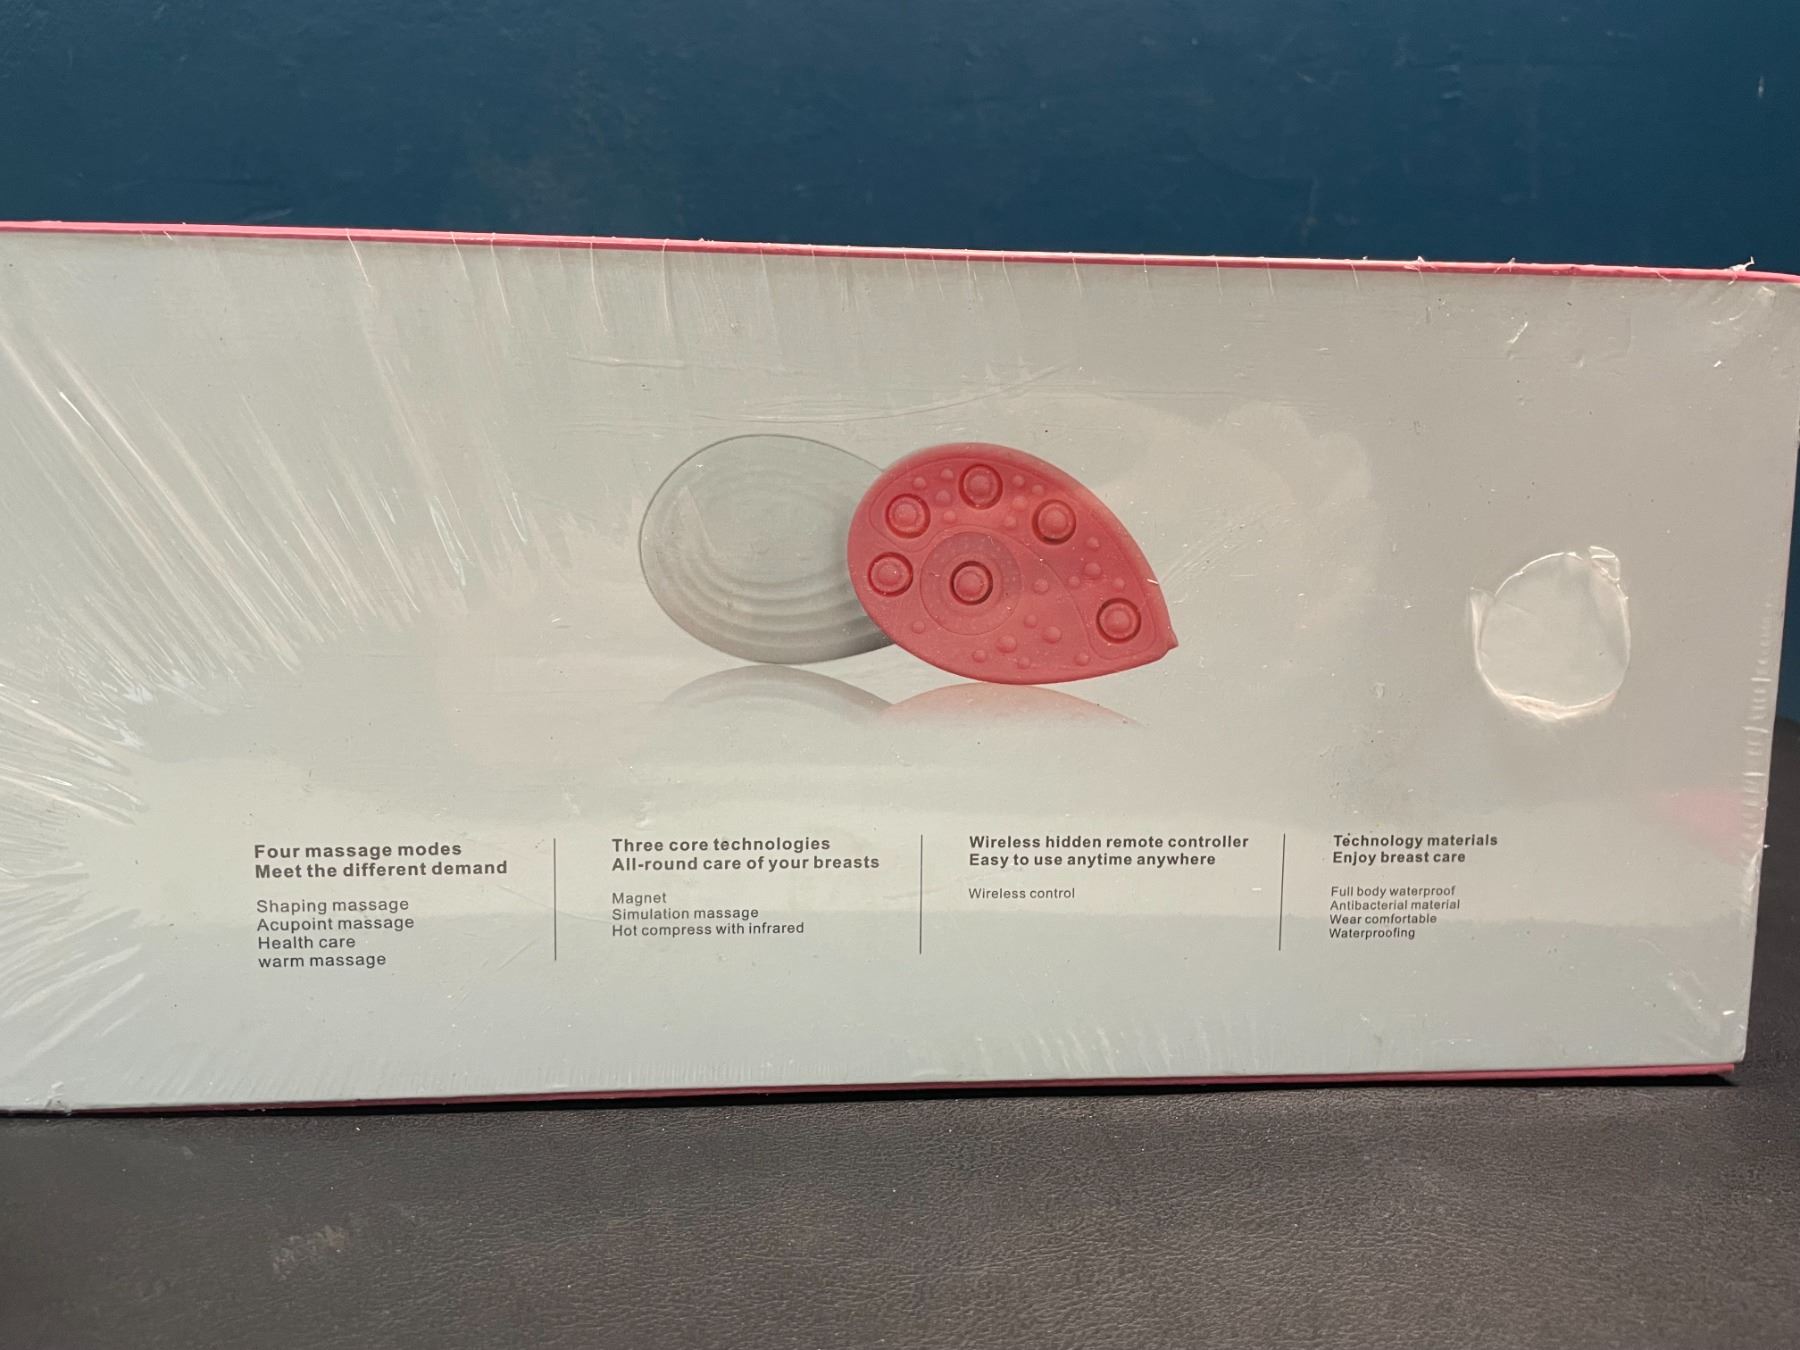 Four massage modes
Meet the different demand
Shaping massage
Acupoint massage
Health care
warm massage
Three core technologies
All-round care of your breasts
Magnet
Simulation massage
Hot compress with infrared
Wireless hidden remote controller
Easy to use anytime anywhere
Wireless control
Technology materials
Enjoy breast care
Full body waterproof
Antibacterial material
Wear comfortable
Waterproofing